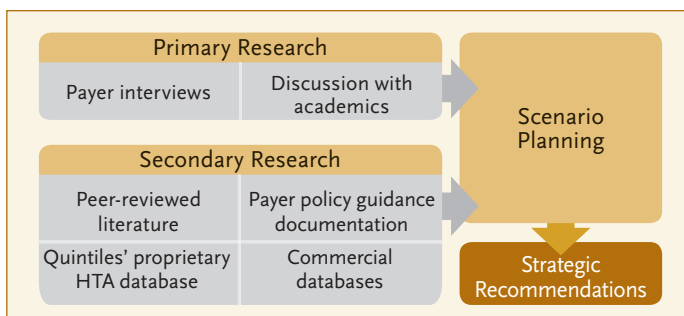 Primary Research
Payer interviews
Discussion with
academics
Secondary Research
Peer-reviewed
literature
Payer policy guidance
documentation
Quintiles’ proprietary
HTA database
Commercial
databases
Scenario
Planning
Strategic
Recommendations